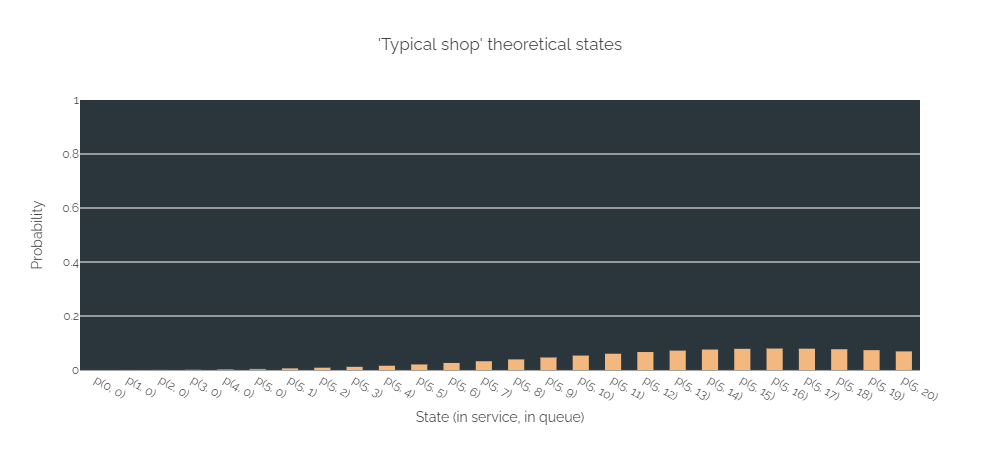 'Typical shop' theoretical states
Probability
1
0.8
0.6
0.4
0.2
0
p(0, 0)
p(1, 0)
p(2, 0)
p(3, 0)
p(4, 0)
p(5, 0)
p(5, 1)
p(5, 2)
p(5, 3)
p(5, 4)
p(5, 5)
p(5, 6)
p(5, 7)
p(5, 8)
p(5, 9)
p(5, 10)
p(5, 11)
p(5, 12)
p(5, 13)
p(5, 14)
p(5, 15)
p(5, 16)
p(5, 17)
p(5, 18)
p(5, 19)
p(5, 20)
State (in service, in queue)